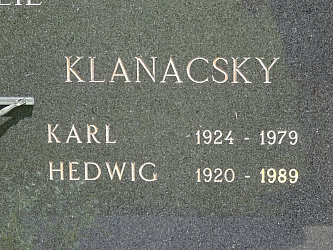 KLANACSKY
KARL 1924 - 1979
HEDWIG 1920 - 1989